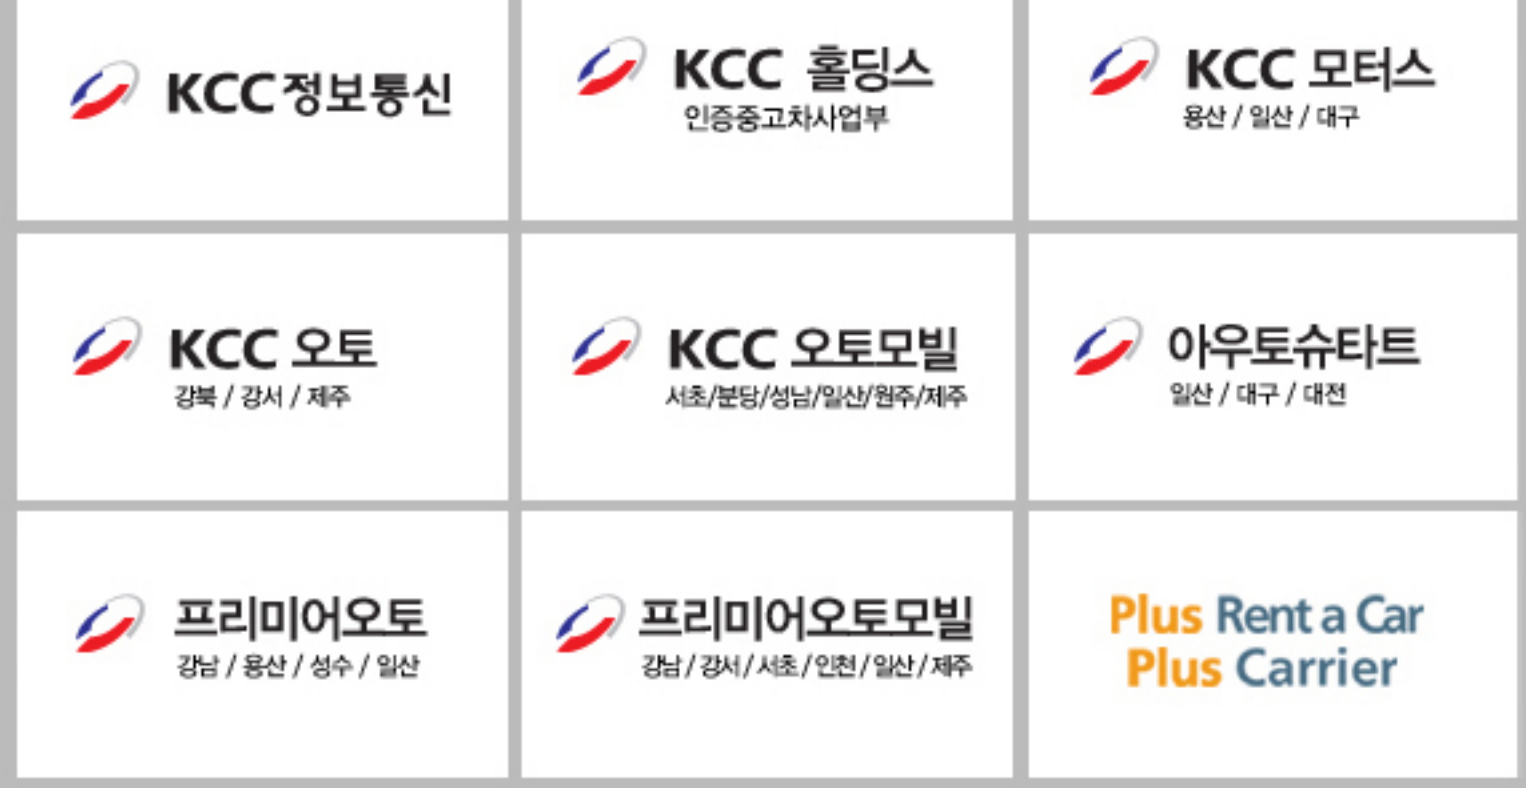 KCC정보통신
KCC 홀딩스
인증중고차사업부
KCC 모터스
용산 / 일산 / 대구
KCC 오토
강북 / 강서 / 제주
KCC 오토모빌
서초/분당/성남/일산/원주/제주
아우토슈타트
일산 / 대구 / 대전
프리미어오토
강남 / 용산 / 성수 / 일산
프리미어오토모빌
강남 / 강서 / 서초 / 인천 / 일산 / 제주
Plus Rent a Car
Plus Carrier